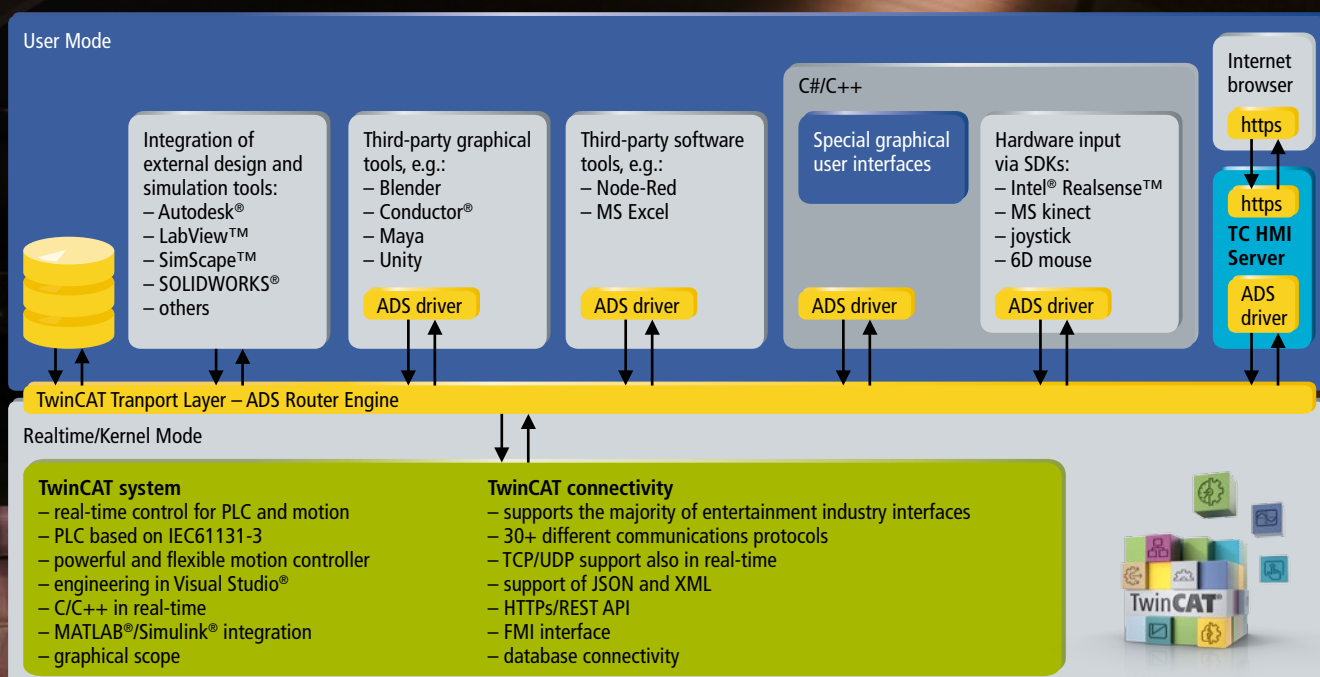 User Mode
Integration of
external design and
simulation tools:
– Autodesk®
– LabView™
– SimScape™
– SOLIDWORKS®
– others
Third-party graphical
tools, e.g.:
– Blender
– Conductor®
– Maya
– Unity
ADS driver
Third-party software
tools, e.g.:
– Node-Red
– MS Excel
ADS driver
C#/C++
Special graphical
user interfaces
ADS driver
Hardware input
via SDKs:
– Intel® Realsense™
– MS kinect
– joystick
– 6D mouse
ADS driver
Internet
browser
https
https
TC HMI
Server
ADS
driver
TwinCAT Tranport Layer – ADS Router Engine
Realtime/Kernel Mode
TwinCAT system
– real-time control for PLC and motion
– PLC based on IEC61131-3
– powerful and flexible motion controller
– engineering in Visual Studio®
– C/C++ in real-time
– MATLAB®/Simulink® integration
– graphical scope
TwinCAT connectivity
– supports the majority of entertainment industry interfaces
– 30+ different communications protocols
– TCP/UDP support also in real-time
– support of JSON and XML
– HTTPs/REST API
– FMI interface
– database connectivity
TwinCAT®